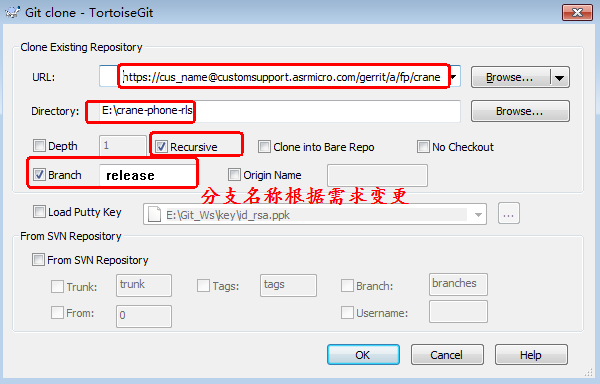 Git clone - TortoiseGit
Clone Existing Repository
URL: https://cus_name@customsupport.asrmicro.com/gerrit/a/fp/crane Browse...
Directory: E:\crane-phone-rls Browse...
Depth 1 Recursive Clone into Bare Repo No Checkout
Branch release Origin Name
分支名称根据需求变更
Load Putty Key E:\Git_Ws\key\id_rsa.ppk ...
From SVN Repository
From SVN Repository
Trunk: trunk Tags: tags Branch: branches
From: 0 Username:
OK Cancel Help